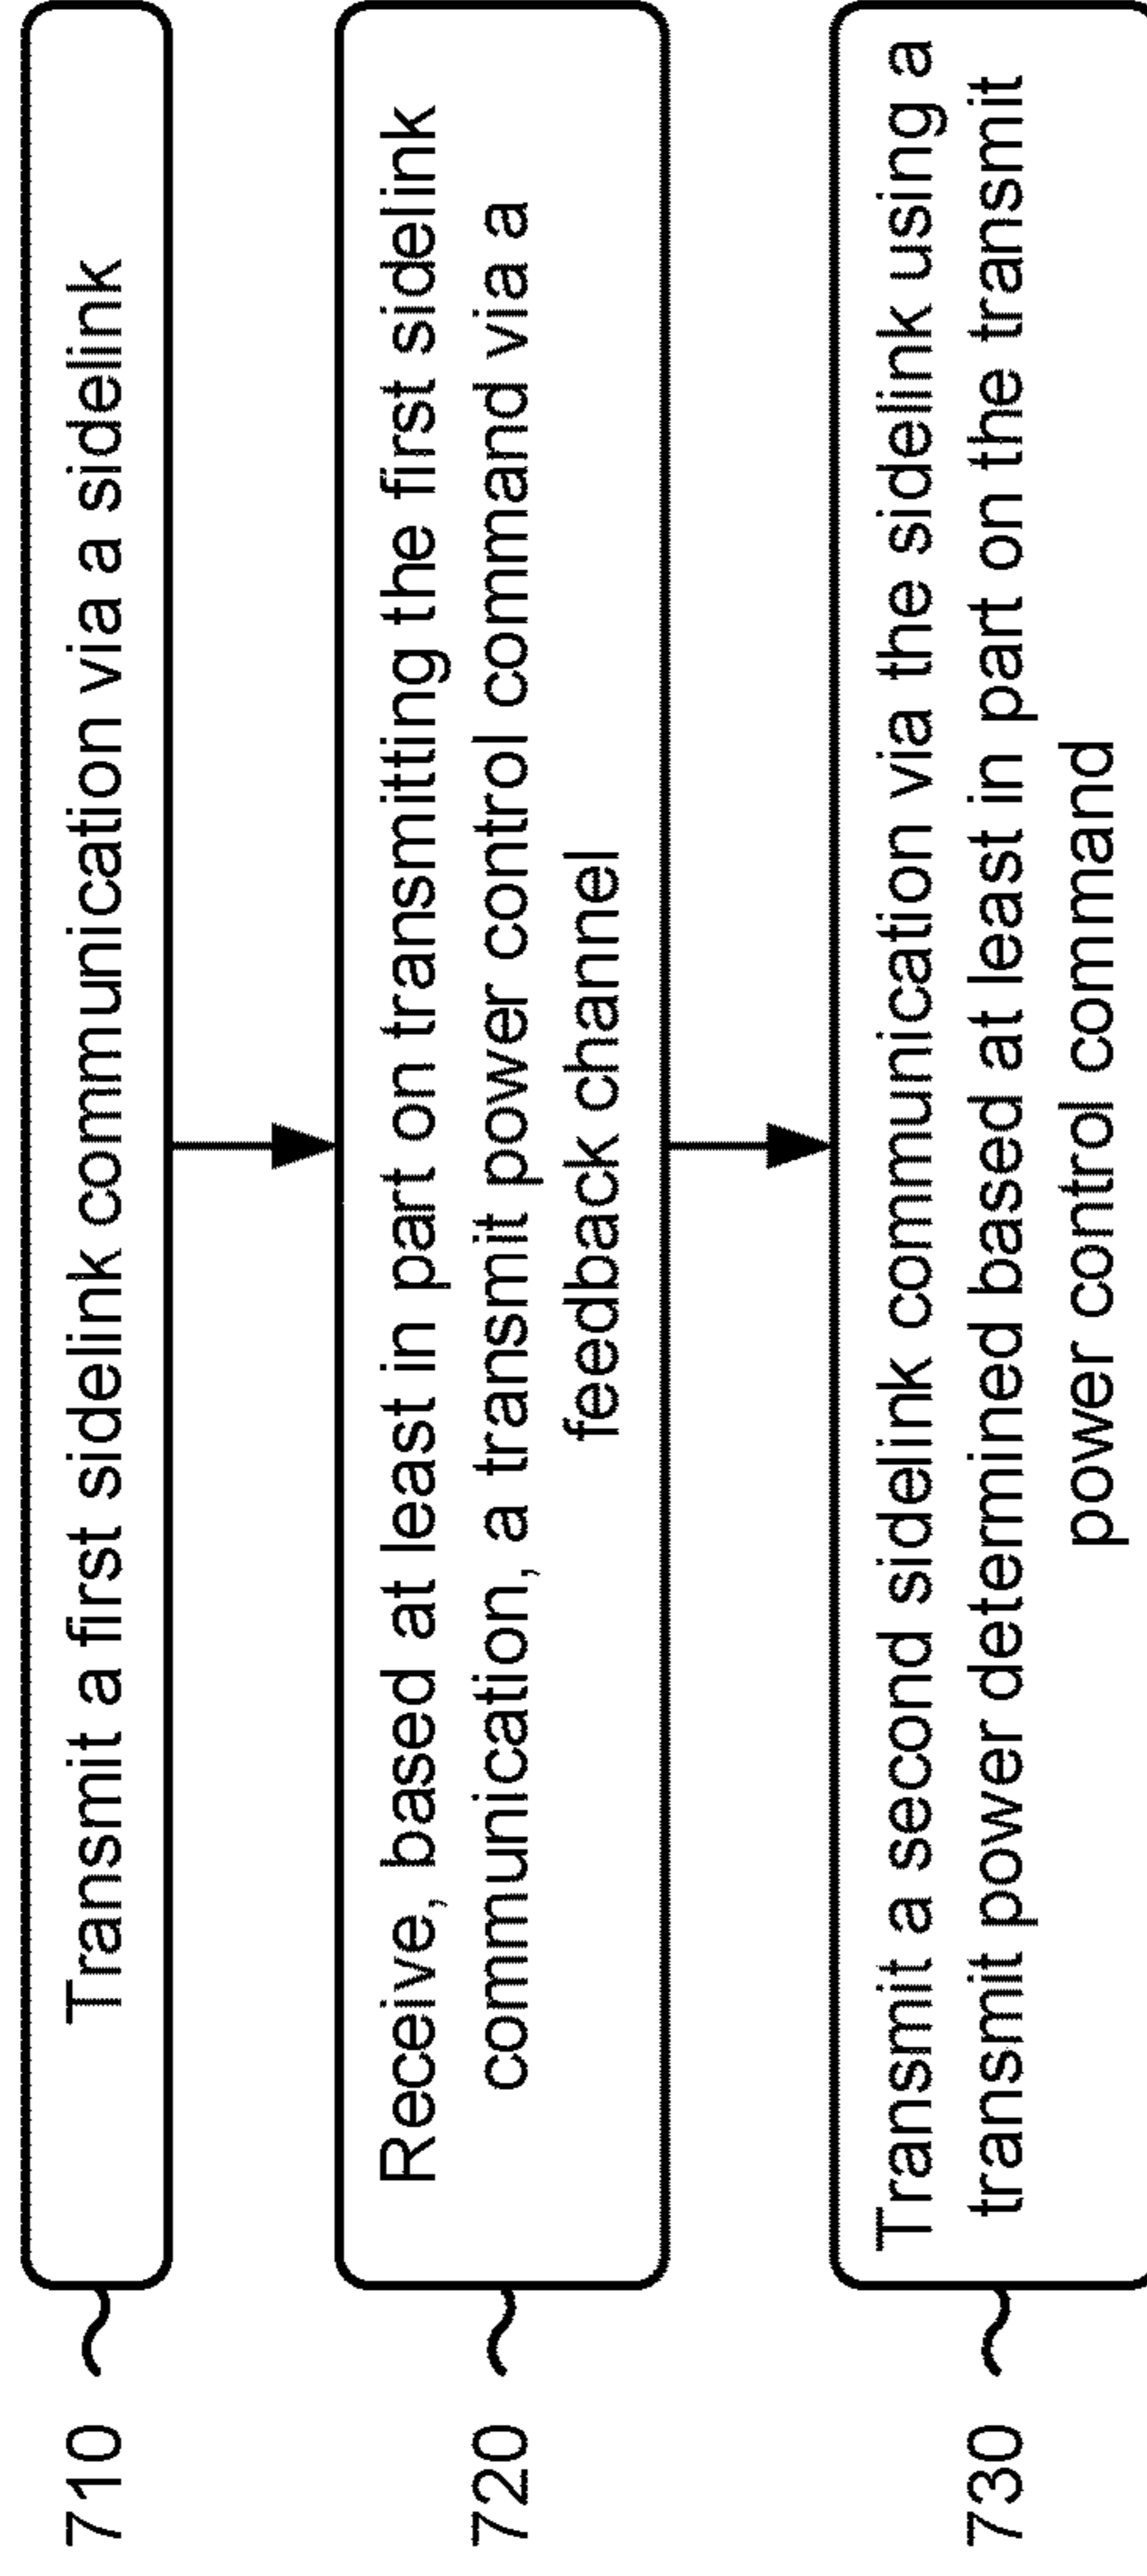 710
Transmit a first sidelink communication via a sidelink
720
Receive, based at least in part on transmitting the first sidelink
communication, a transmit power control command via a
feedback channel
730
Transmit a second sidelink communication via the sidelink using a
transmit power determined based at least in part on the transmit
power control command